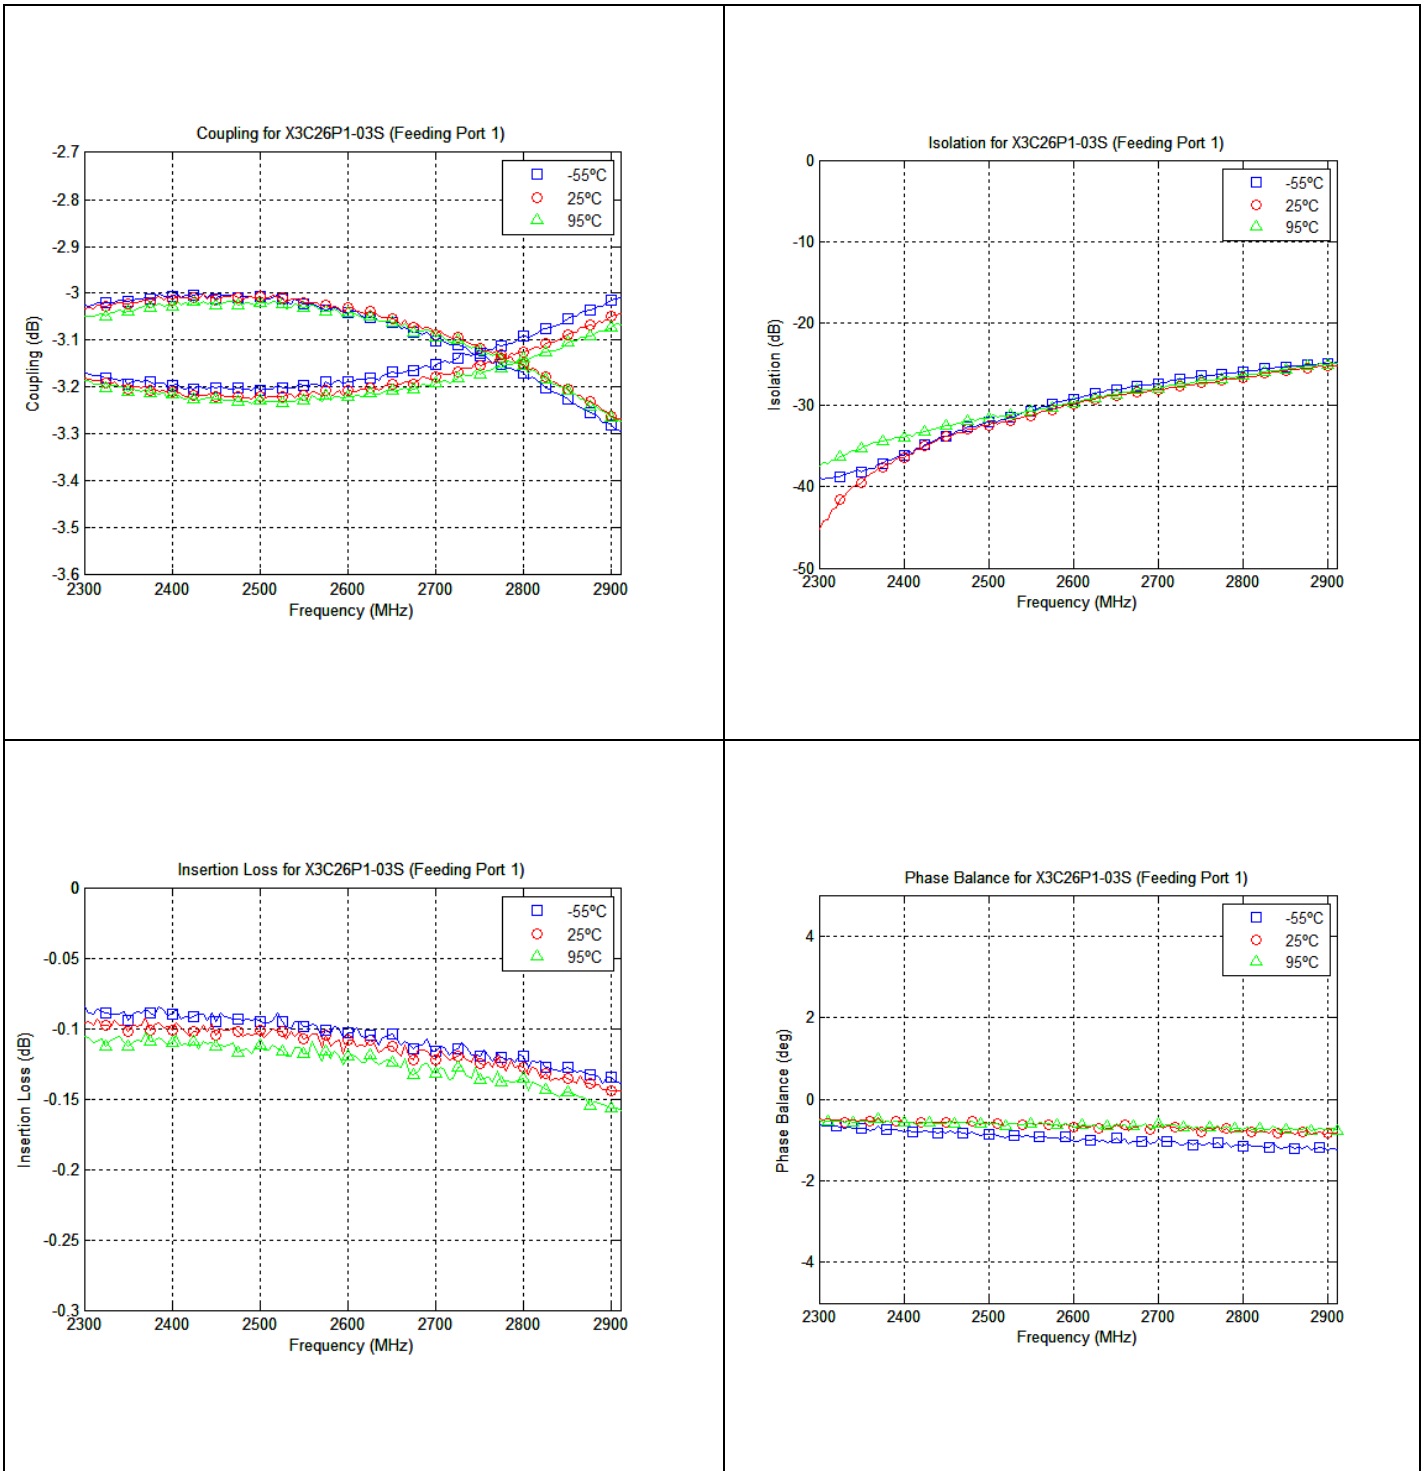 Coupling for X3C26P1-03S (Feeding Port 1)
-55ºC
25ºC
95ºC
-2.7
-2.8
-2.9
-3
-3.1
-3.2
-3.3
-3.4
-3.5
-3.6
Coupling (dB)
2300 2400 2500 2600 2700 2800 2900
Frequency (MHz)
Isolation for X3C26P1-03S (Feeding Port 1)
-55ºC
25ºC
95ºC
0
-10
-20
-30
-40
-50
Isolation (dB)
2300 2400 2500 2600 2700 2800 2900
Frequency (MHz)
Insertion Loss for X3C26P1-03S (Feeding Port 1)
-55ºC
25ºC
95ºC
0
-0.05
-0.1
-0.15
-0.2
-0.25
-0.3
Insertion Loss (dB)
2300 2400 2500 2600 2700 2800 2900
Frequency (MHz)
Phase Balance for X3C26P1-03S (Feeding Port 1)
-55ºC
25ºC
95ºC
4
2
0
-2
-4
Phase Balance (deg)
2300 2400 2500 2600 2700 2800 2900
Frequency (MHz)